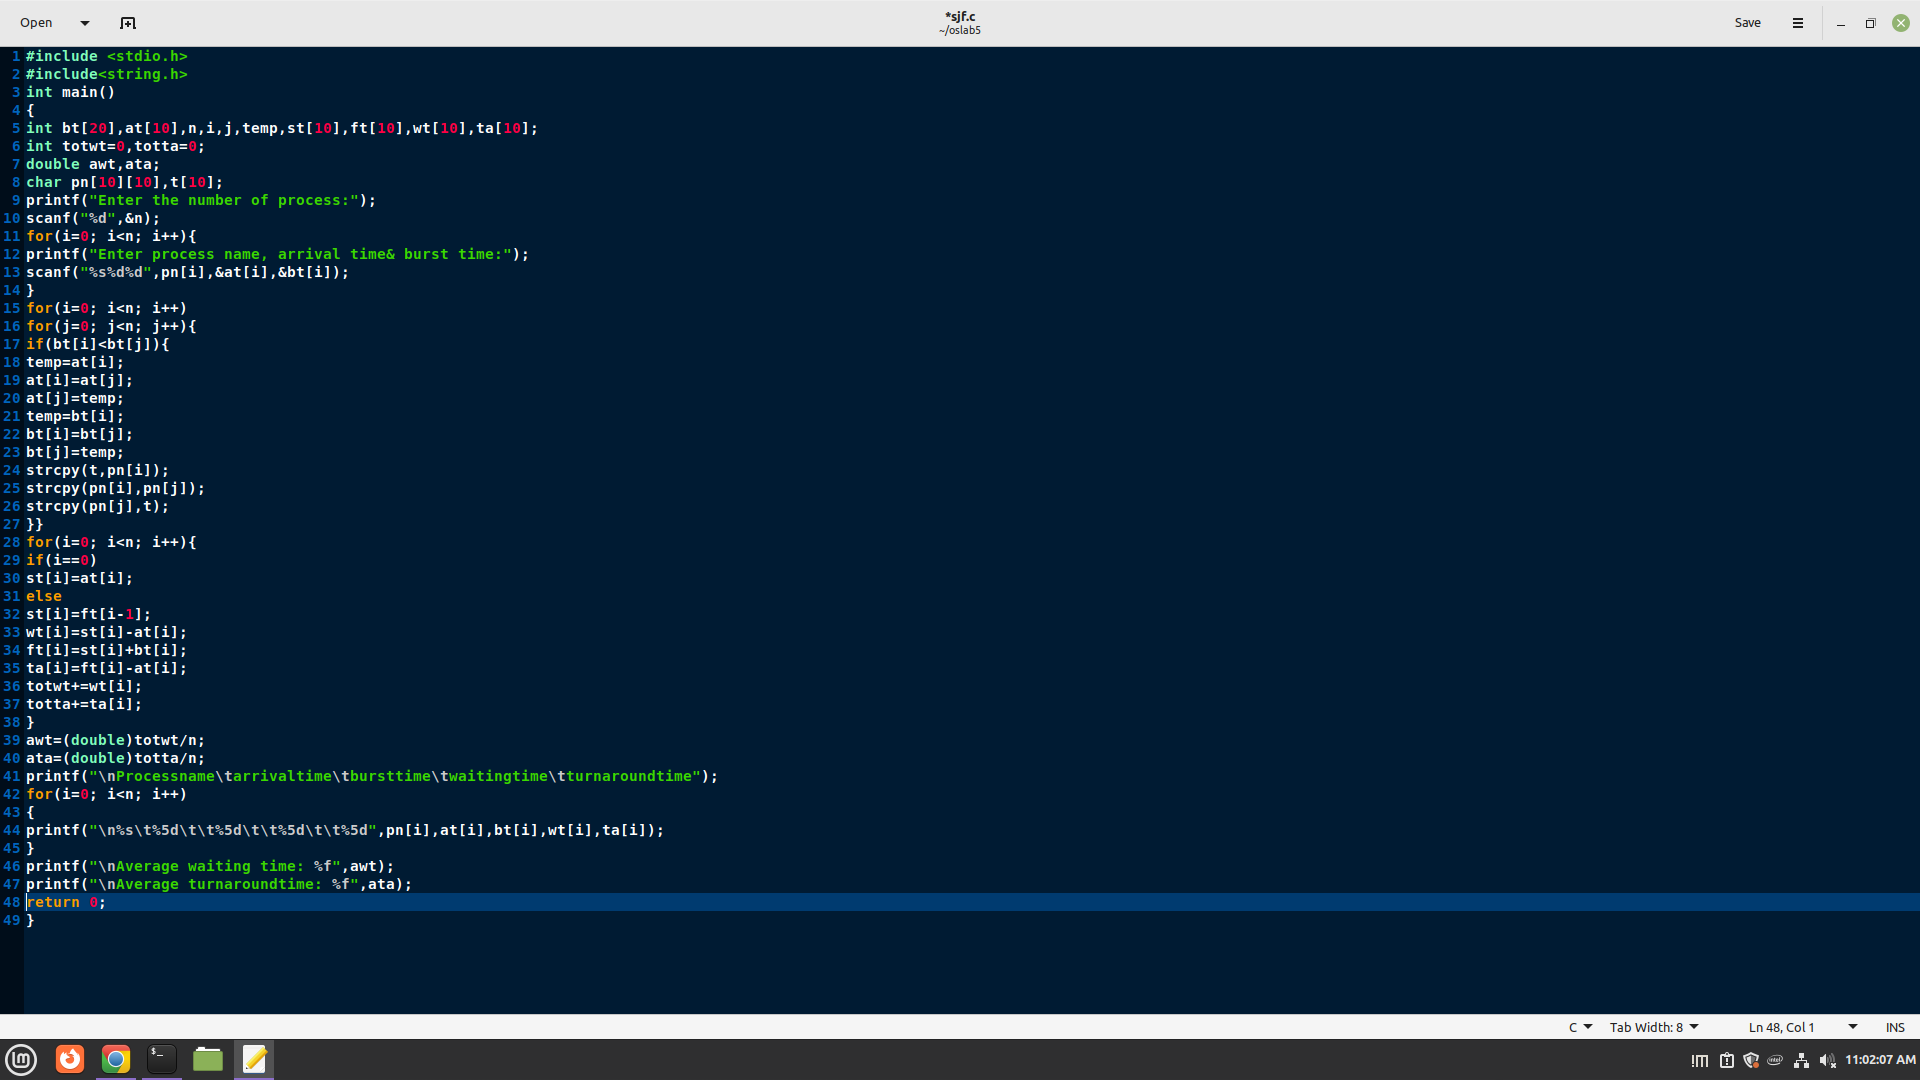 Open
*sjf.c
~/oslab5
Save
1 #include <stdio.h>
2 #include<string.h>
3 int main()
4 {
5 int bt[20],at[10],n,i,j,temp,st[10],ft[10],wt[10],ta[10];
6 int totwt=0,totta=0;
7 double awt,ata;
8 char pn[10][10],t[10];
9 printf("Enter the number of process:");
10 scanf("%d",&n);
11 for(i=0; i<n; i++){
12 printf("Enter process name, arrival time& burst time:");
13 scanf("%s%d%d",pn[i],&at[i],&bt[i]);
14 }
15 for(i=0; i<n; i++)
16 for(j=0; j<n; j++){
17 if(bt[i]<bt[j]){
18 temp=at[i];
19 at[i]=at[j];
20 at[j]=temp;
21 temp=bt[i];
22 bt[i]=bt[j];
23 bt[j]=temp;
24 strcpy(t,pn[i]);
25 strcpy(pn[i],pn[j]);
26 strcpy(pn[j],t);
27 }}
28 for(i=0; i<n; i++){
29 if(i==0)
30 st[i]=at[i];
31 else
32 st[i]=ft[i-1];
33 wt[i]=st[i]-at[i];
34 ft[i]=st[i]+bt[i];
35 ta[i]=ft[i]-at[i];
36 totwt+=wt[i];
37 totta+=ta[i];
38 }
39 awt=(double)totwt/n;
40 ata=(double)totta/n;
41 printf("\nProcessname\tarrivaltime\tbursttime\twaitingtime\tturnaroundtime");
42 for(i=0; i<n; i++)
43 {
44 printf("\n%s\t%5d\t\t%5d\t\t%5d\t\t%5d",pn[i],at[i],bt[i],wt[i],ta[i]);
45 }
46 printf("\nAverage waiting time: %f",awt);
47 printf("\nAverage turnaroundtime: %f",ata);
48 return 0;
49 }
C Tab Width: 8 Ln 48, Col 1 INS
11:02:07 AM